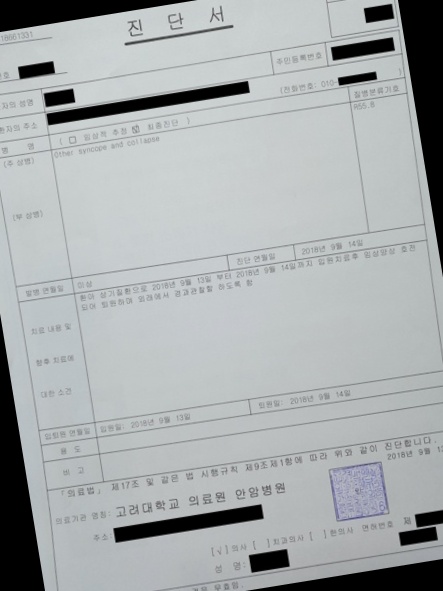 18061331
진 단 서
주민등록번호
자의 성명
환자의 주소
(전화번호: 010-
)
병 명
( □ 임상적 추정 ☑ 최종진단 )
질병분류기호
(주 상병)
Other syncope and collapse
R55.8
(부 상병)
발병 연월일
미상
진단 연월일
2018년 9월 14일
치료 내용 및
향후 치료에
대한 소견
환이 상기질환으로 2018년 9월 13일 부터 2018년 9월 14일까지 입원치료후 임상양상 호전
되어 퇴원하며 외래에서 경과관찰할 하도록 함
입퇴원 연월일
입원일: 2018년 9월 13일
퇴원일: 2018년 9월 14일
용 도
비 고
「의료법」 제17조 및 같은 법 시행규칙 제9조제1항에 따라 위와 같이 진단합니다.
2018년 9월
의료기관 명칭: 고려대학교 의료원 안암병원
주소:
[√]의사 [ ]치과의사 [ ]한의사 면허번호 제
성 명: